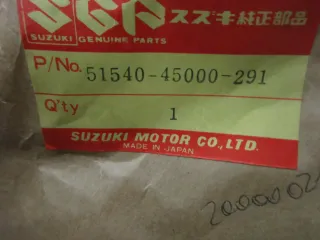 SGP スズキ純正部品
SUZUKI GENUINE PARTS
P/No. 51540-45000-291
Q'ty 1
SUZUKI MOTOR CO.,LTD.
MADE IN JAPAN